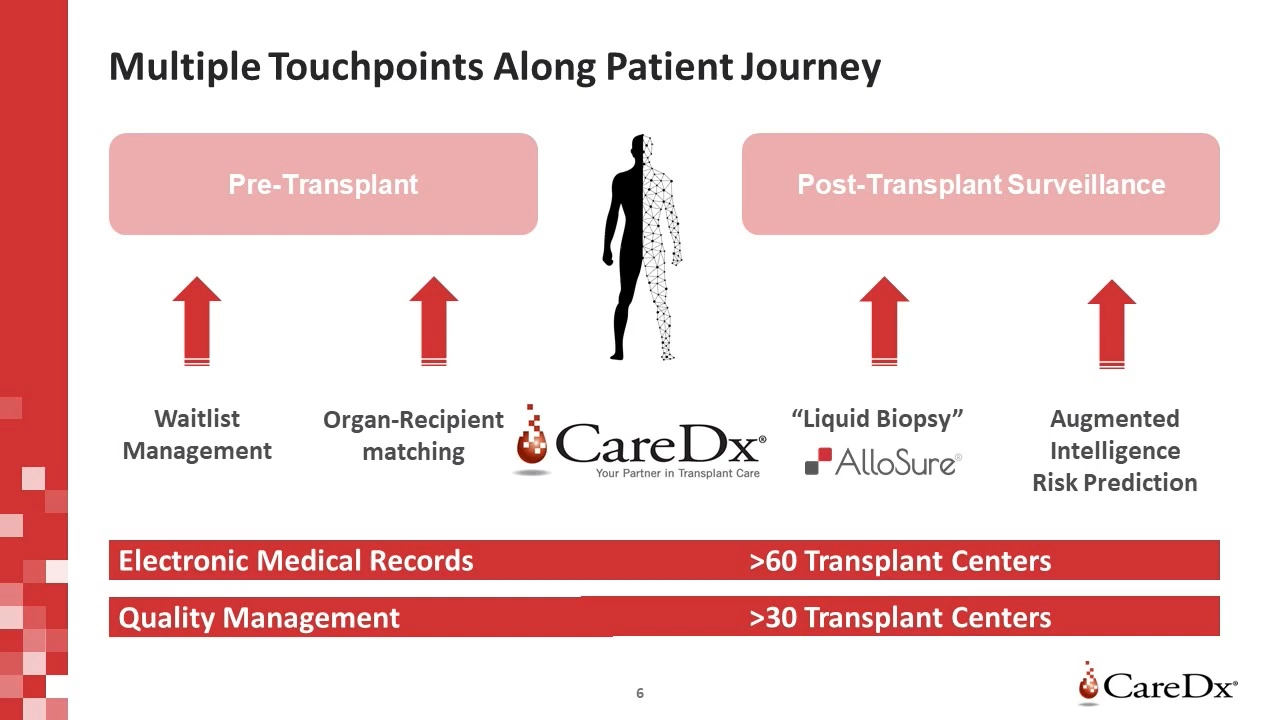 Multiple Touchpoints Along Patient Journey
Pre-Transplant
Post-Transplant Surveillance
Waitlist
Management
Organ-Recipient
matching
CareDx®
Your Partner in Transplant Care
“Liquid Biopsy”
AlloSure®
Augmented
Intelligence
Risk Prediction
Electronic Medical Records
>60 Transplant Centers
Quality Management
>30 Transplant Centers
6
CareDx®